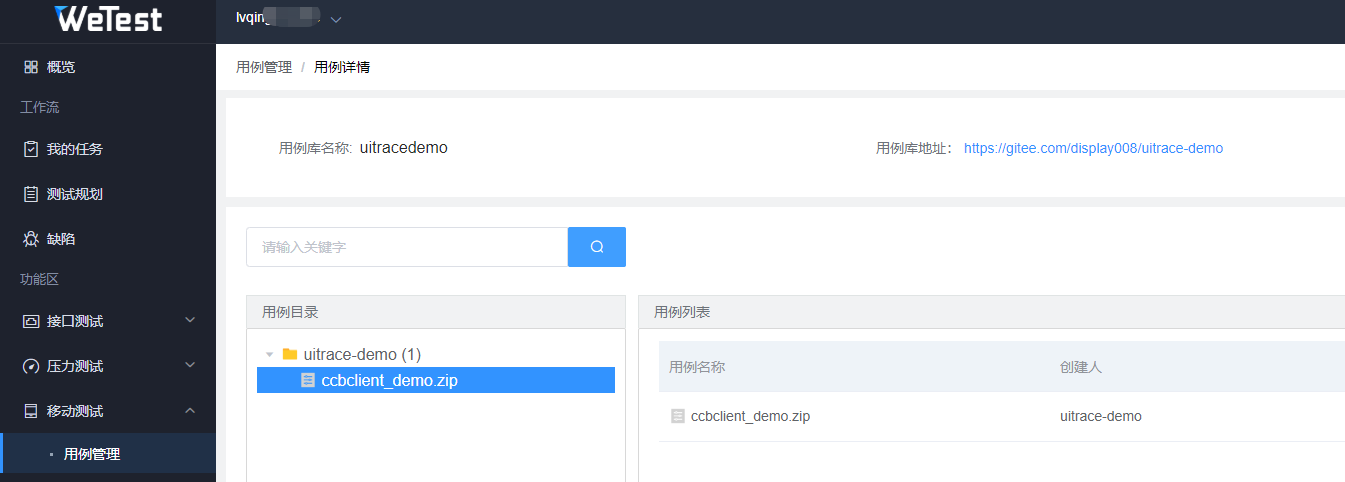 WeTest
lvqing
概览
用例管理 / 用例详情
工作流
我的任务
用例库名称: uitracedemo
用例库地址: https://gitee.com/display008/uitrace-demo
测试规划
缺陷
请输入关键字
功能区
接口测试
用例目录
用例列表
压力测试
uitrace-demo (1)
ccbclient_demo.zip
用例名称 创建人
移动测试
ccbclient_demo.zip uitrace-demo
用例管理